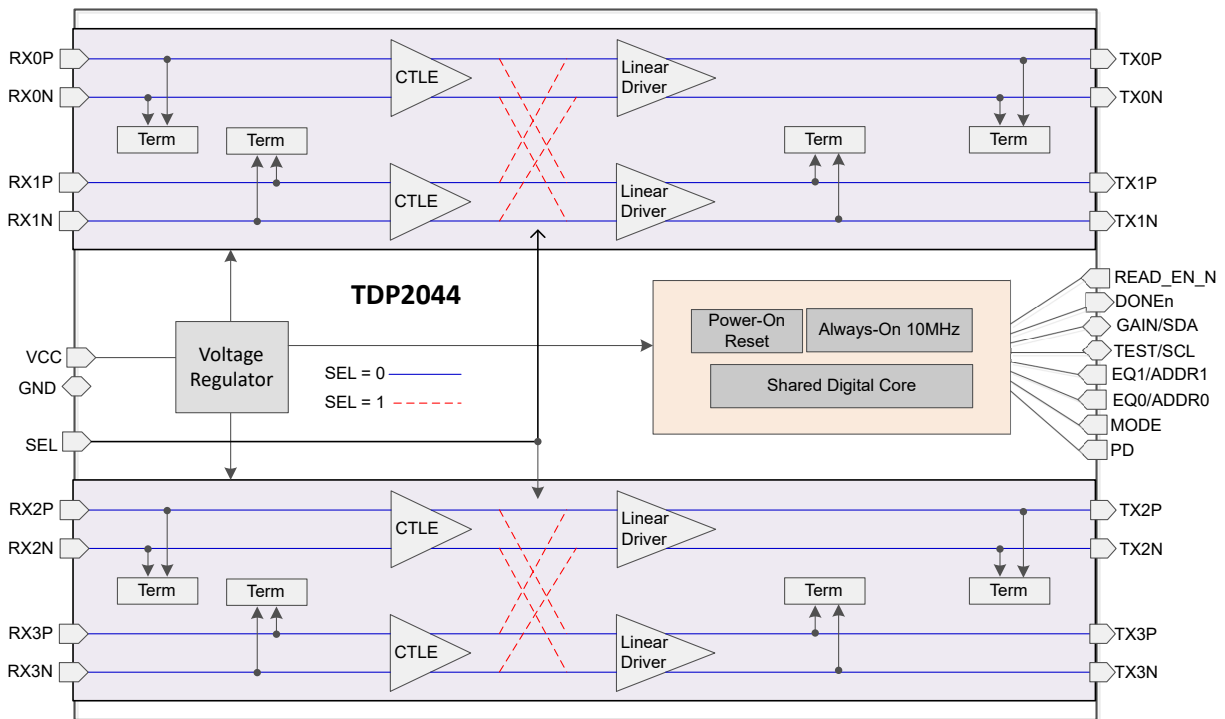 RX0P
RX0N
RX1P
RX1N
CTLE
Linear
Driver
Term
Term
Term
Term
CTLE
Linear
Driver
TX0P
TX0N
TX1P
TX1N
VCC
GND
SEL
Voltage
Regulator
TDP2044
SEL = 0
SEL = 1
Power-On
Reset
Always-On 10MHz
Shared Digital Core
READ_EN_N
DONEn
GAIN/SDA
TEST/SCL
EQ1/ADDR1
EQ0/ADDR0
MODE
PD
RX2P
RX2N
RX3P
RX3N
CTLE
Linear
Driver
Term
Term
Term
Term
CTLE
Linear
Driver
TX2P
TX2N
TX3P
TX3N